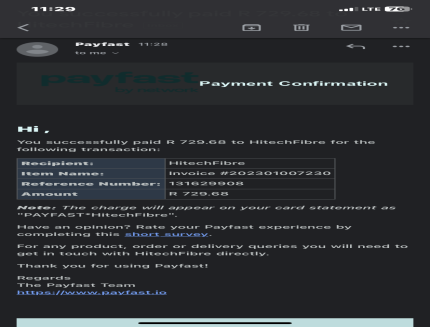 11:29
LTE 76
Payfast 11:29
to me
payfast
by network
Payment Confirmation
Hi ,
You successfully paid R 729.68 to HitechFibre for the
following transaction:
Recipient: HitechFibre
Item Name: Invoice #202301007230
Reference Number: 131629908
Amount R 729.68
Note: The charge will appear on your card statement as
"PAYFAST*HitechFibre".
Have an opinion? Rate your Payfast experience by
completing this short survey.
For any product, order or delivery queries you will need to
get in touch with HitechFibre directly.
Thank you for using Payfast!
Regards
The Payfast Team
https://www.payfast.io